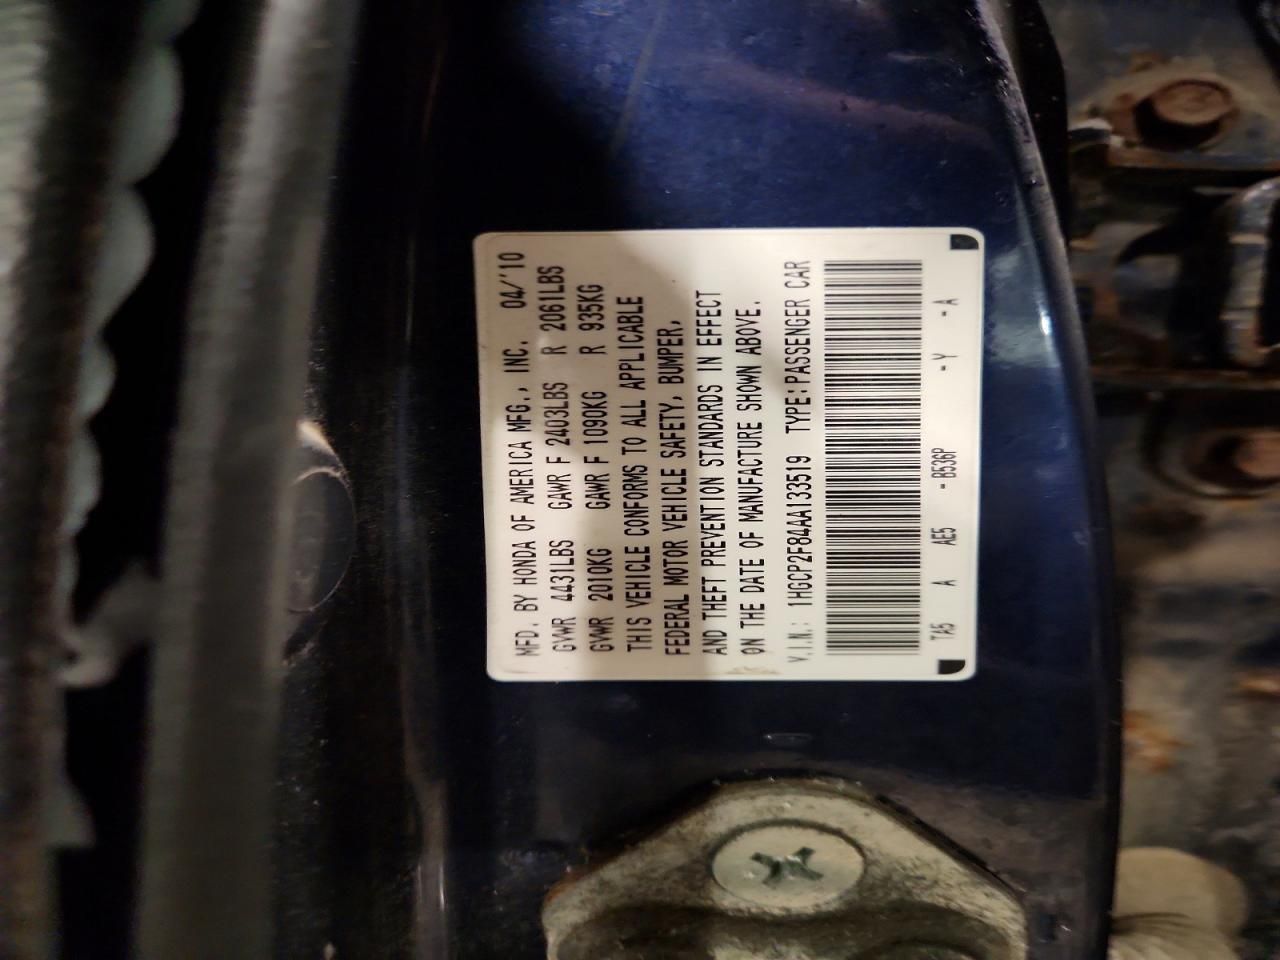 MFD. BY HONDA OF AMERICA MFG., INC. 04/'10
GVWR 4431LBS GAWR F 2403LBS R 2061LBS
GVWR 2010KG GAWR F 1090KG R 935KG
THIS VEHICLE CONFORMS TO ALL APPLICABLE
FEDERAL MOTOR VEHICLE SAFETY, BUMPER,
AND THEFT PREVENTION STANDARDS IN EFFECT
ON THE DATE OF MANUFACTURE SHOWN ABOVE.
V.I.N.: 1HGCP2F84AA133519 TYPE:PASSENGER CAR
TA5 A AE5 -B536P -Y -A